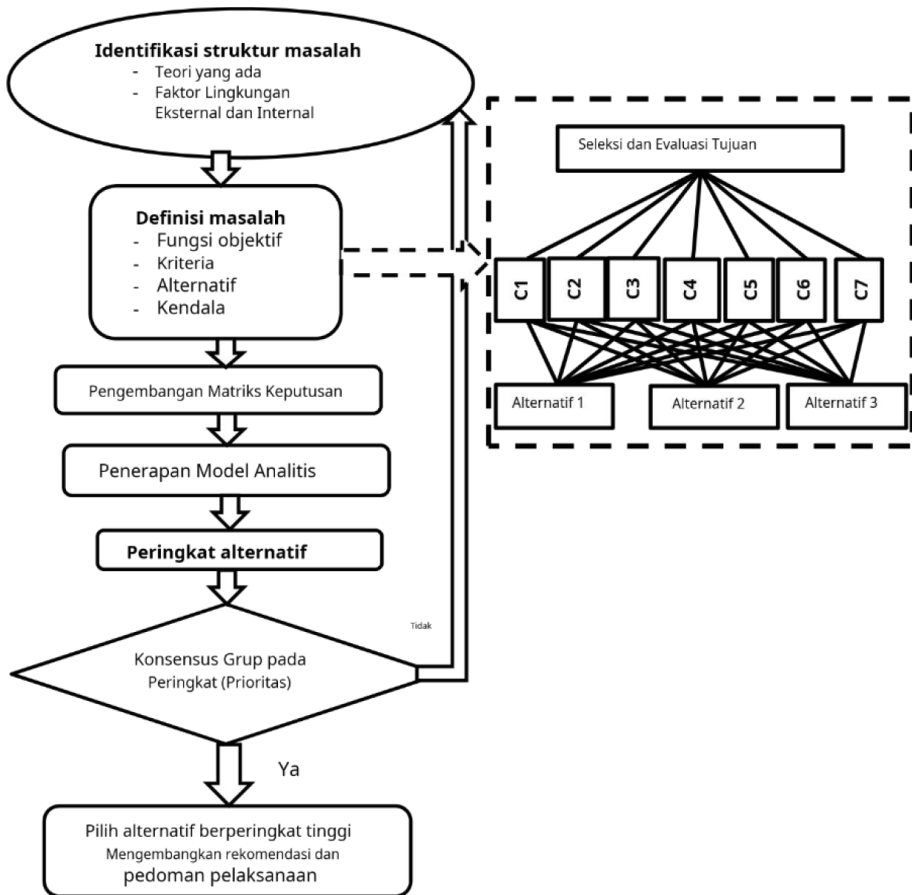 Identifikasi struktur masalah
- Teori yang ada
- Faktor Lingkungan
Eksternal dan Internal
Definisi masalah
- Fungsi objektif
- Kriteria
- Alternatif
- Kendala
Pengembangan Matriks Keputusan
Penerapan Model Analitis
Peringkat alternatif
Tidak
Konsensus Grup pada
Peringkat (Prioritas)
Ya
Pilih alternatif berperingkat tinggi
Mengembangkan rekomendasi dan
pedoman pelaksanaan
Seleksi dan Evaluasi Tujuan
C1
C2
C3
C4
C5
C6
C7
Alternatif 1
Alternatif 2
Alternatif 3